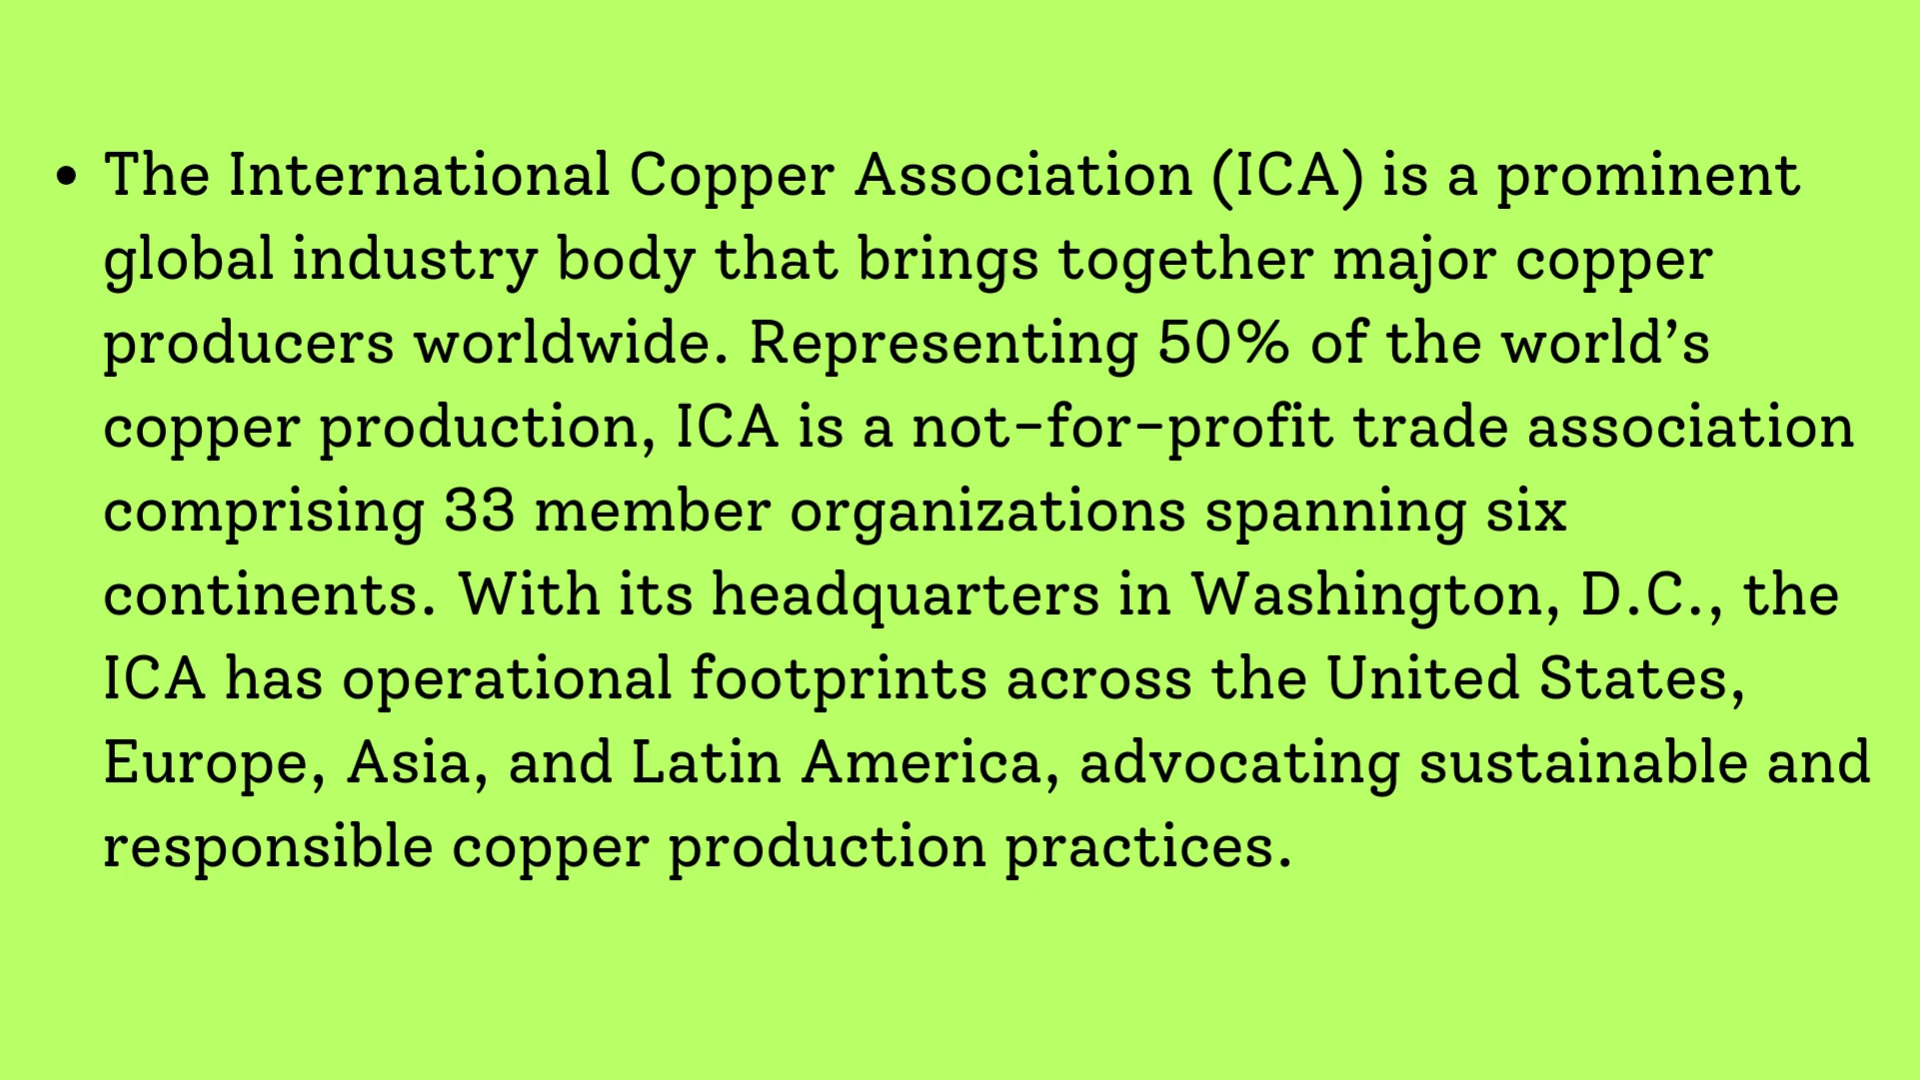 • The International Copper Association (ICA) is a prominent
global industry body that brings together major copper
producers worldwide. Representing 50% of the world’s
copper production, ICA is a not-for-profit trade association
comprising 33 member organizations spanning six
continents. With its headquarters in Washington, D.C., the
ICA has operational footprints across the United States,
Europe, Asia, and Latin America, advocating sustainable and
responsible copper production practices.